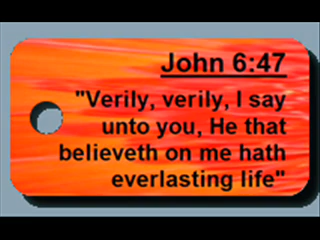 John 6:47
"Verily, verily, I say
unto you, He that
believeth on me hath
everlasting life"